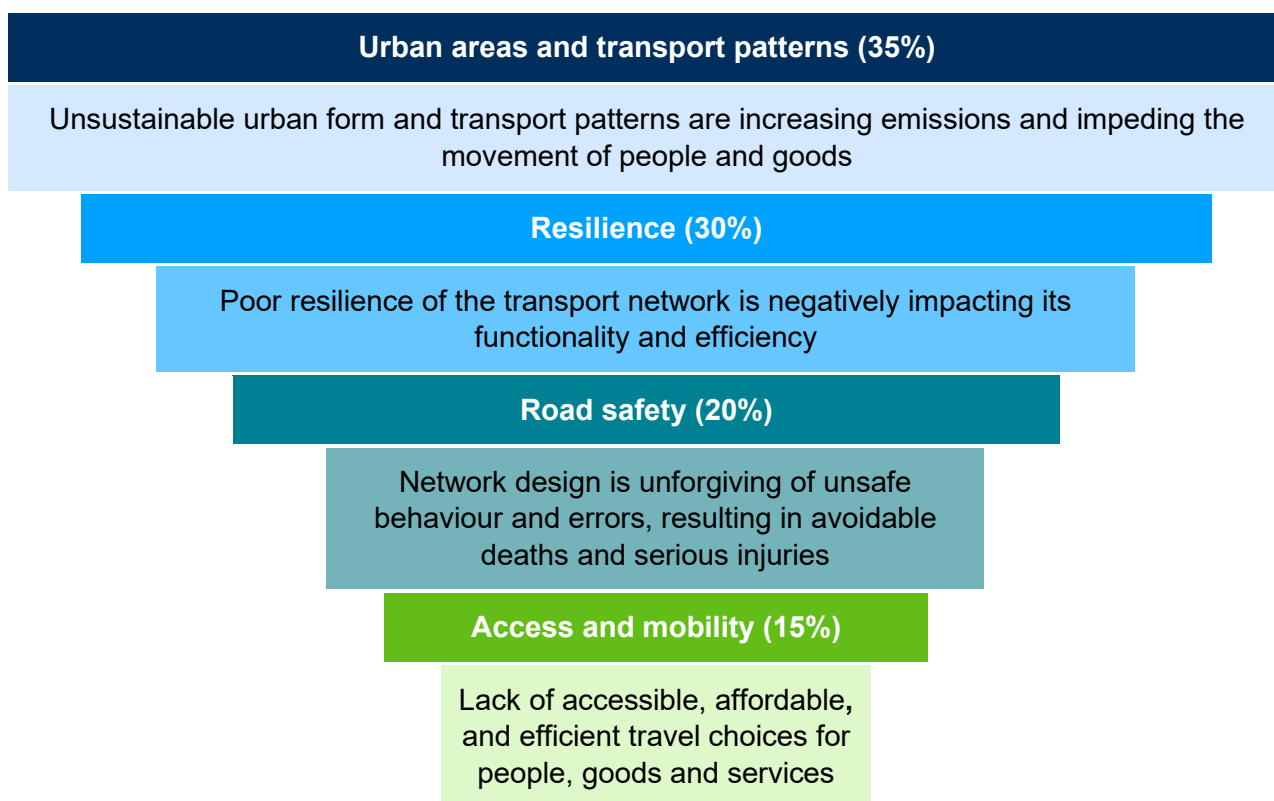 Urban areas and transport patterns (35%)
Unsustainable urban form and transport patterns are increasing emissions and impeding the
movement of people and goods
Resilience (30%)
Poor resilience of the transport network is negatively impacting its
functionality and efficiency
Road safety (20%)
Network design is unforgiving of unsafe
behaviour and errors, resulting in avoidable
deaths and serious injuries
Access and mobility (15%)
Lack of accessible, affordable,
and efficient travel choices for
people, goods and services